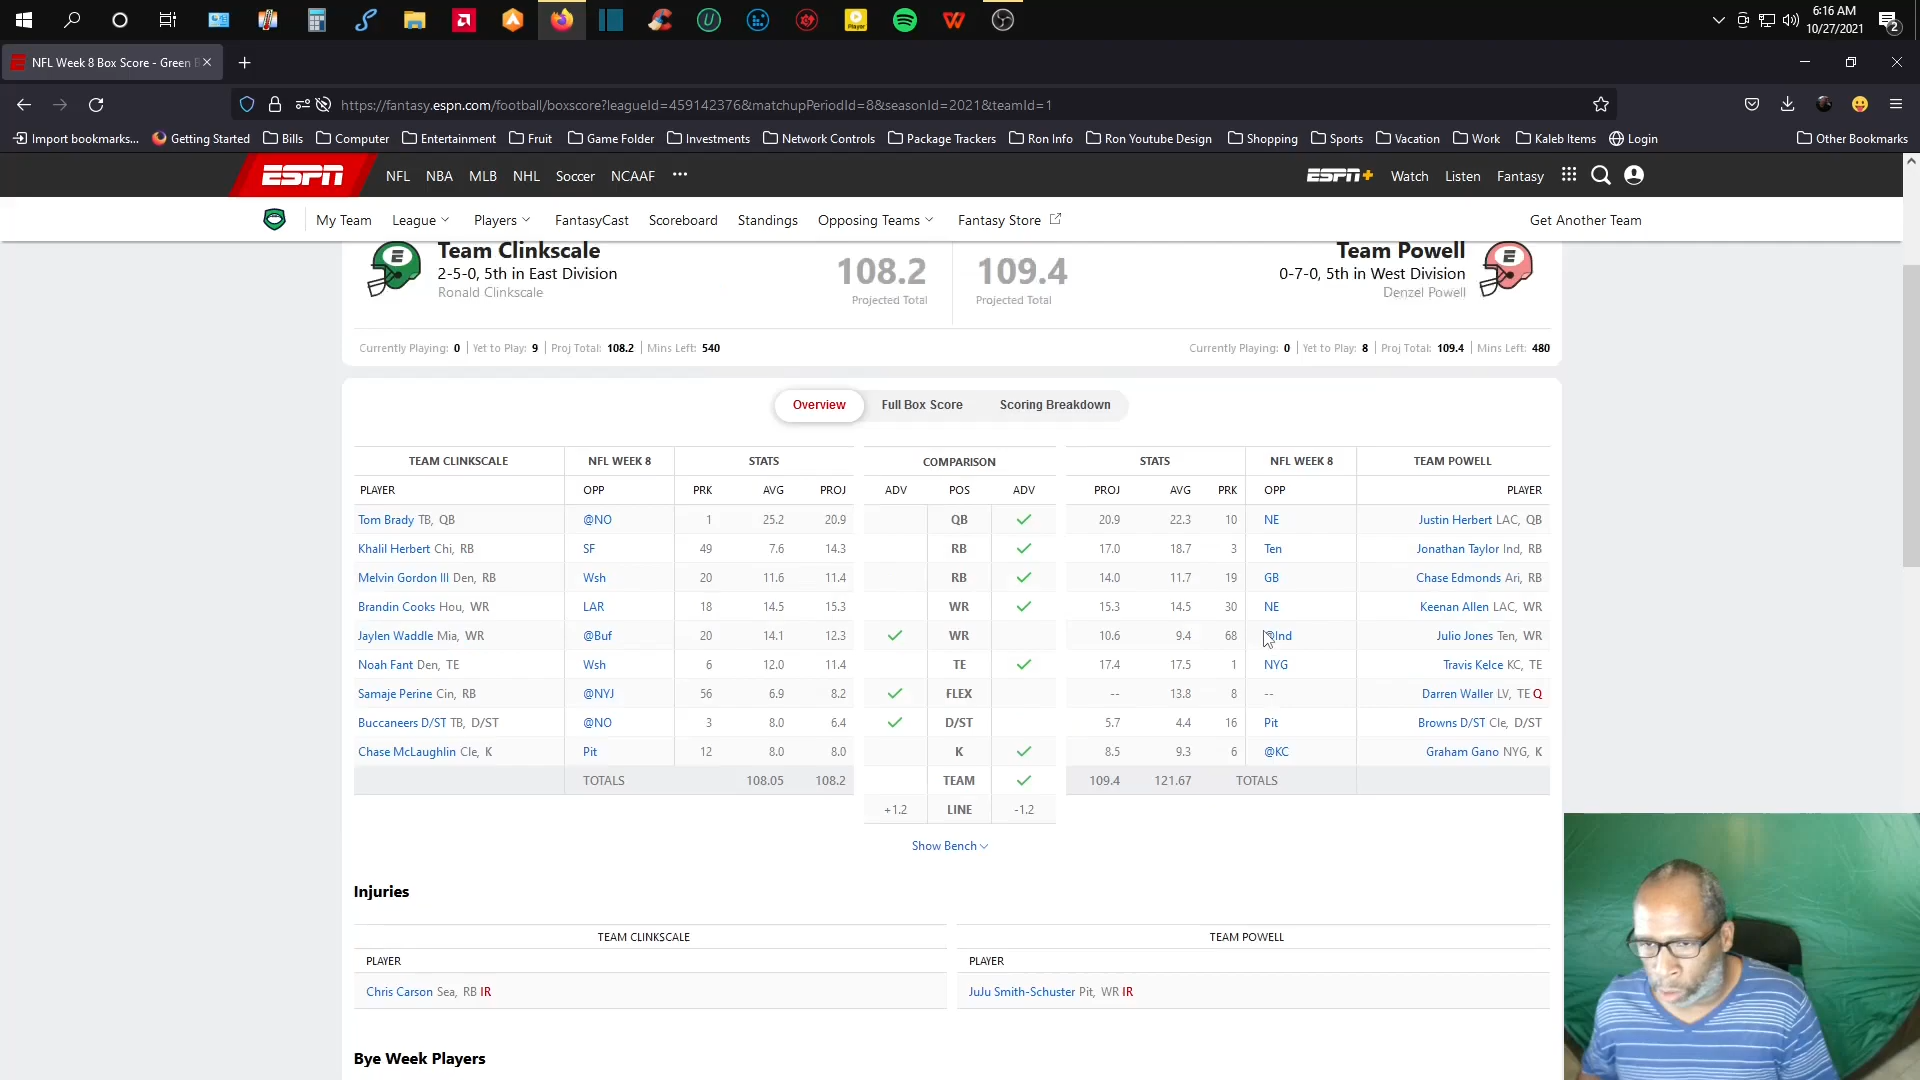 6:16 AM
10/27/2021
2
NFL Week 8 Box Score - Green
https://fantasy.espn.com/football/boxscore?leagueId=459142376&matchupPeriodId=8&seasonId=2021&teamId=1
Import bookmarks... Getting Started Bills Computer Entertainment Fruit Game Folder Investments Network Controls Package Trackers Ron Info Ron Youtube Design Shopping Sports Vacation Work Kaleb Items Login Other Bookmarks
ESPN NFL NBA MLB NHL Soccer NCAAF ESPN+ Watch Listen Fantasy
My Team League Players FantasyCast Scoreboard Standings Opposing Teams Fantasy Store Get Another Team
Team Clinkscale 108.2 109.4 Team Powell
2-5-0, 5th in East Division 0-7-0, 5th in West Division
Ronald Clinkscale Projected Total Projected Total Denzel Powell
Currently Playing: 0 Yet to Play: 9 Proj Total: 108.2 Mins Left: 540 Currently Playing: 0 Yet to Play: 8 Proj Total: 109.4 Mins Left: 480
Overview Full Box Score Scoring Breakdown
TEAM CLINKSCALE NFL WEEK 8 STATS COMPARISON STATS NFL WEEK 8 TEAM POWELL
PLAYER OPP PRK AVG PROJ ADV POS ADV PROJ AVG PRK OPP PLAYER
Tom Brady TB, QB @NO 1 25.2 20.9 QB 20.9 22.3 10 NE Justin Herbert LAC, QB
Khalil Herbert Chi, RB SF 49 7.6 14.3 RB 17.0 18.7 3 Ten Jonathan Taylor Ind, RB
Melvin Gordon III Den, RB Wsh 20 11.6 11.4 RB 14.0 11.7 19 GB Chase Edmonds Ari, RB
Brandin Cooks Hou, WR LAR 18 14.5 15.3 WR 15.3 14.5 30 NE Keenan Allen LAC, WR
Jaylen Waddle Mia, WR @Buf 20 14.1 12.3 WR 10.6 9.4 68 @Ind Julio Jones Ten, WR
Noah Fant Den, TE Wsh 6 12.0 11.4 TE 17.4 17.5 1 NYG Travis Kelce KC, TE
Samaje Perine Cin, RB @NYJ 56 6.9 8.2 FLEX -- 13.8 8 -- Darren Waller LV, TE Q
Buccaneers D/ST TB, D/ST @NO 3 8.0 6.4 D/ST 5.7 4.4 16 Pit Browns D/ST Cle, D/ST
Chase McLaughlin Cle, K Pit 12 8.0 8.0 K 8.5 9.3 6 @KC Graham Gano NYG, K
TOTALS 108.05 108.2 TEAM 109.4 121.67 TOTALS
+1.2 LINE -1.2
Show Bench
Injuries
TEAM CLINKSCALE TEAM POWELL
PLAYER PLAYER
Chris Carson Sea, RB IR JuJu Smith-Schuster Pit, WR IR
Bye Week Players